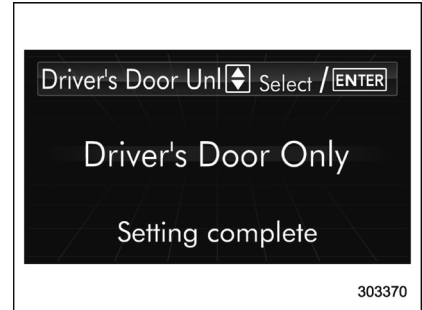 Driver's Door Unl Select / ENTER
Driver's Door Only
Setting complete
303370